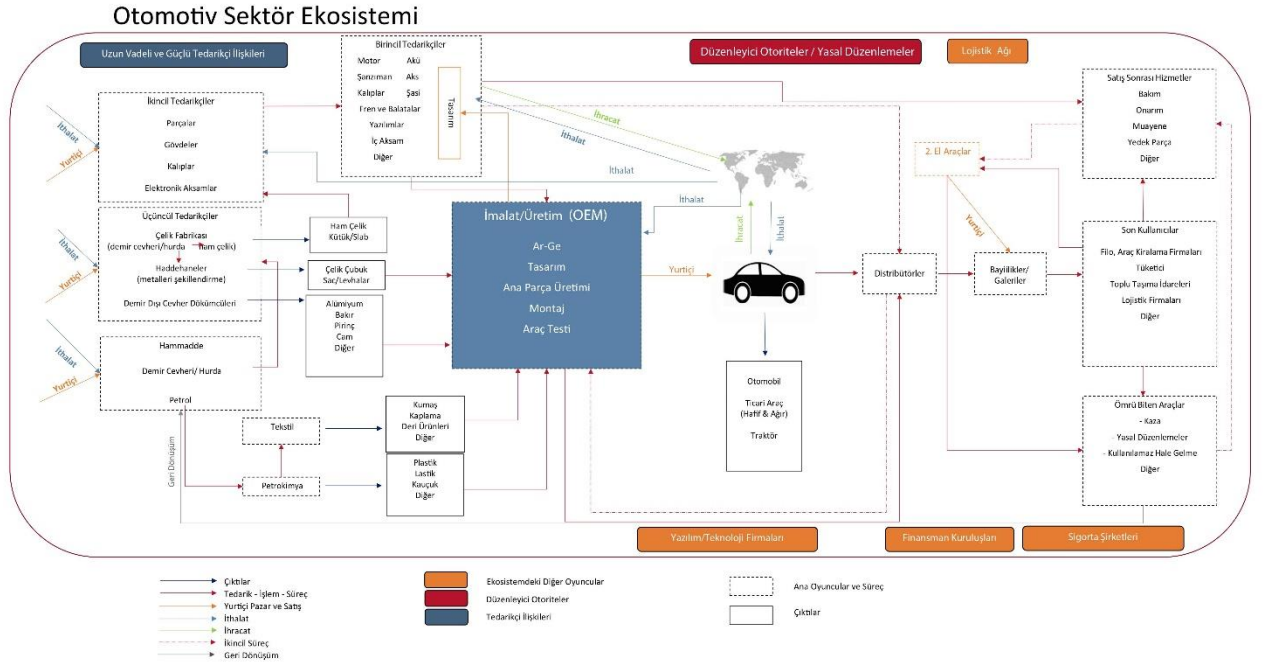 Otomotiv Sektör Ekosistemi
Uzun Vadeli ve Güçlü Tedarikçi İlişkileri
Düzenleyici Otoriteler / Yasal Düzenlemeler
Lojistik Ağı
Birincil Tedarikçiler
Motor Akü
Şanzıman Aks
Kalıplar Şasi
Fren ve Balatalar
Yazılımlar
İç Aksam
Diğer
Tasarım
İkincil Tedarikçiler
Parçalar
Gövdeler
Kalıplar
Elektronik Aksamlar
İthalat
Yurtiçi
Üçüncül Tedarikçiler
Çelik Fabrikası
(demir cevheri/hurda ham çelik)
Haddehaneler
(metalleri şekillendirme)
Demir Dışı Cevher Dökümcüleri
İthalat
Yurtiçi
Hammadde
Demir Cevheri/ Hurda
Petrol
İthalat
Yurtiçi
Ham Çelik
Kütük/Slab
Çelik Çubuk
Sac/Levhalar
Alüminyum
Bakır
Pirinç
Cam
Diğer
Tekstil
Petrokimya
Kumaş
Kaplama
Deri Ürünleri
Diğer
Plastik
Lastik
Kauçuk
Diğer
Geri Dönüşüm
İmalat/Üretim (OEM)
Ar-Ge
Tasarım
Ana Parça Üretimi
Montaj
Araç Testi
İhracat
İthalat
İthalat
İthalat
İhracat
İthalat
Yurtiçi
Otomobil
Ticari Araç
(Hafif & Ağır)
Traktör
Distribütörler
Bayiilikler/
Galeriler
2. El Araçlar
Yurtiçi
Satış Sonrası Hizmetler
Bakım
Onarım
Muayene
Yedek Parça
Diğer
Son Kullanıcılar
Filo, Araç Kiralama Firmaları
Tüketici
Toplu Taşıma İdareleri
Lojistik Firmaları
Diğer
Ömrü Biten Araçlar
- Kaza
- Yasal Düzenlemeler
- Kullanılamaz Hale Gelme
Diğer
Yazılım/Teknoloji Firmaları
Finansman Kuruluşları
Sigorta Şirketleri
Çıktılar
Tedarik - İşlem - Süreç
Yurtiçi Pazar ve Satış
İthalat
İhracat
İkincil Süreç
Geri Dönüşüm
Ekosistemdeki Diğer Oyuncular
Düzenleyici Otoriteler
Tedarikçi İlişkileri
Ana Oyuncular ve Süreç
Çıktılar